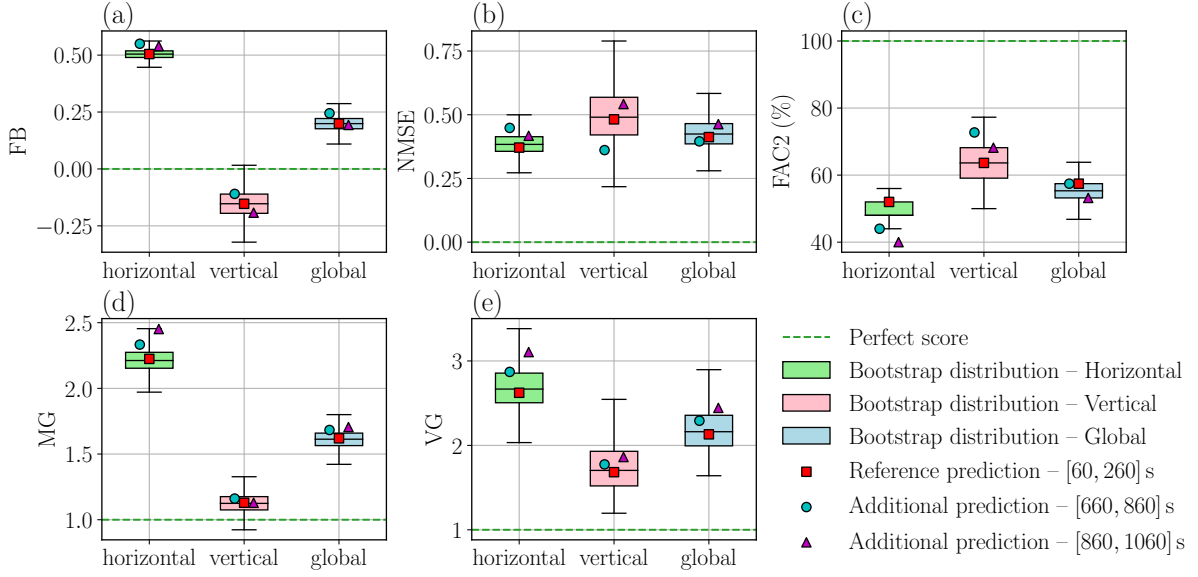 (a)
FB
0.50
0.25
0.00
−0.25
horizontal vertical global
(b)
NMSE
0.75
0.50
0.25
0.00
horizontal vertical global
(c)
FAC2 (%)
100
80
60
40
horizontal vertical global
(d)
MG
2.5
2.0
1.5
1.0
horizontal vertical global
(e)
VG
3
2
1
horizontal vertical global
Perfect score
Bootstrap distribution – Horizontal
Bootstrap distribution – Vertical
Bootstrap distribution – Global
Reference prediction – [60, 260] s
Additional prediction – [660, 860] s
Additional prediction – [860, 1060] s